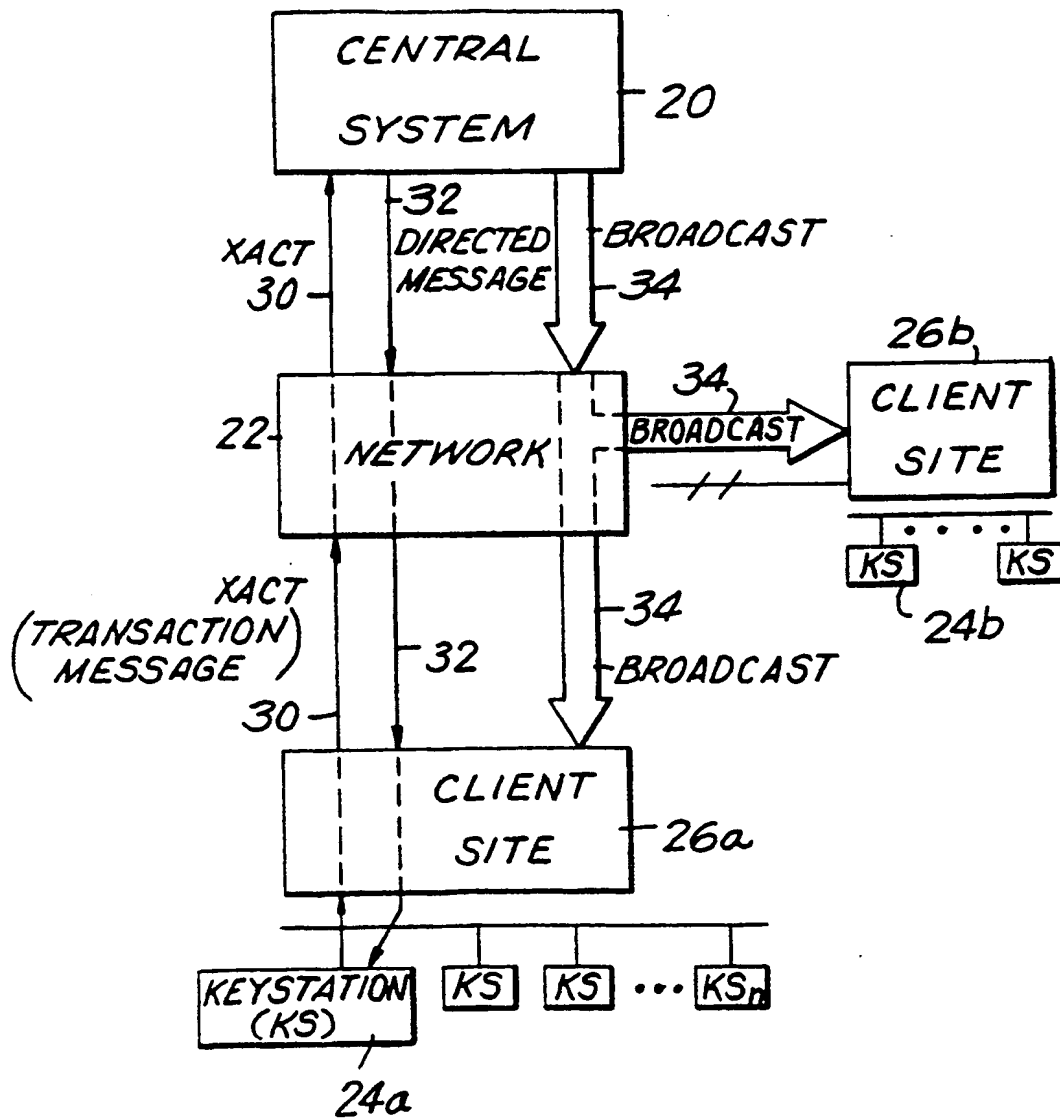 CENTRAL
SYSTEM
20
32
DIRECTED
MESSAGE
BROADCAST
34
XACT
30
26b
CLIENT
SITE
34
BROADCAST
22
NETWORK
KS
KS
24b
XACT
(TRANSACTION
MESSAGE)
32
34
BROADCAST
30
CLIENT
SITE
26a
KEYSTATION
(KS)
KS
KS
•••
KSn
24a